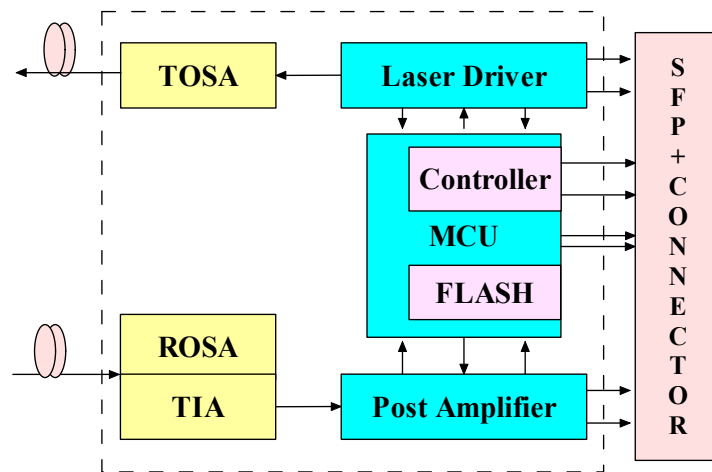 TOSA
Laser Driver
Controller
MCU
FLASH
ROSA
TIA
Post Amplifier
S
F
P
+
C
O
N
N
E
C
T
O
R